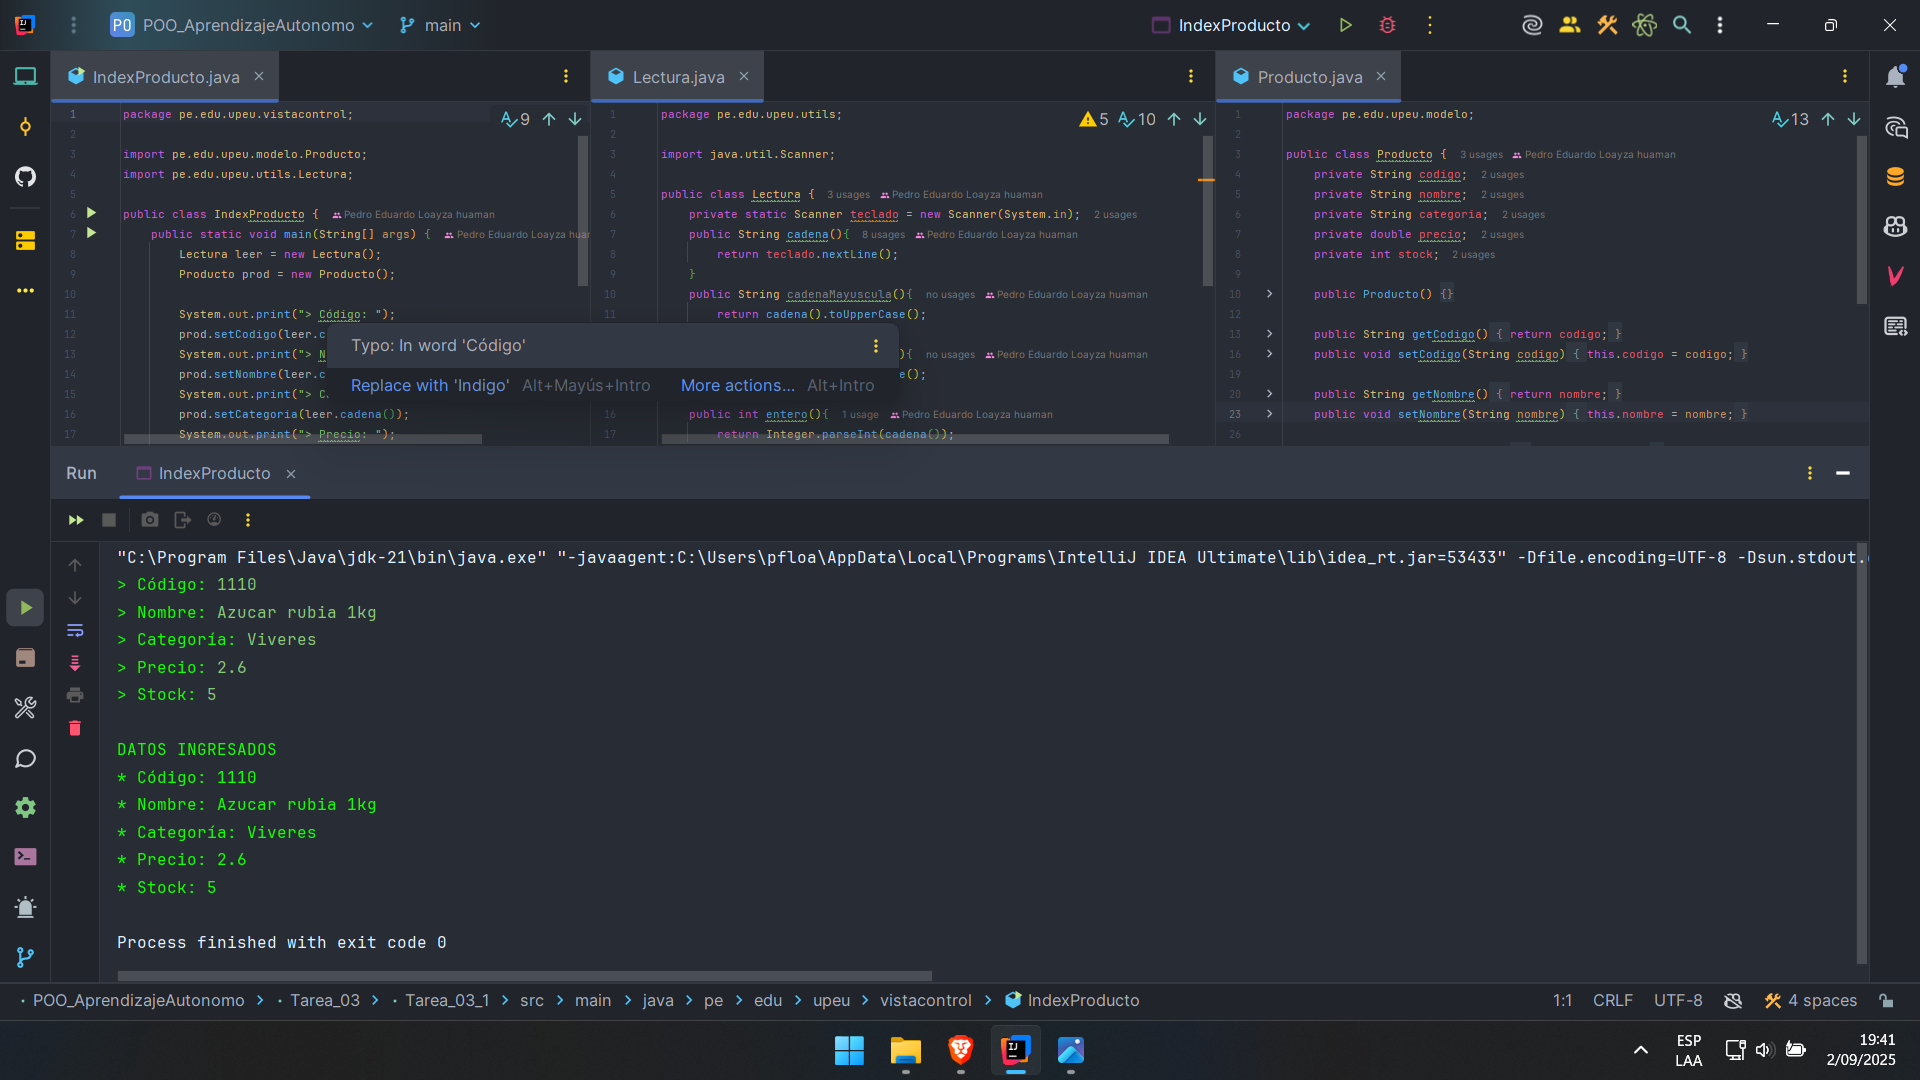 PO POO_AprendizajeAutonomo main IndexProducto
IndexProducto.java
Lectura.java
Producto.java
1 package pe.edu.upeu.vistacontrol; 9
2
3 import pe.edu.upeu.modelo.Producto;
4 import pe.edu.upeu.utils.Lectura;
5
6 public class IndexProducto { Pedro Eduardo Loayza huaman
7 public static void main(String[] args) { Pedro Eduardo Loayza huar
8 Lectura leer = new Lectura();
9 Producto prod = new Producto();
10
11 System.out.print("> Código: ");
12 prod.setCodigo(leer.c
13 System.out.print("> N
14 prod.setNombre(leer.c
15 System.out.print("> C
16 prod.setCategoria(leer.cadena());
17 System.out.print("> Precio: ");
1 package pe.edu.upeu.utils; 5 10
2
3 import java.util.Scanner;
4
5 public class Lectura { 3 usages Pedro Eduardo Loayza huaman
6 private static Scanner teclado = new Scanner(System.in); 2 usages
7 public String cadena(){ 8 usages Pedro Eduardo Loayza huaman
8 return teclado.nextLine();
9 }
10 public String cadenaMayuscula(){ no usages Pedro Eduardo Loayza huaman
11 return cadena().toUpperCase();
){ no usages Pedro Eduardo Loayza huaman
e();
16 public int entero(){ 1 usage Pedro Eduardo Loayza huaman
17 return Integer.parseInt(cadena());
Typo: In word 'Código'
Replace with 'Indigo' Alt+Mayús+Intro More actions... Alt+Intro
1 package pe.edu.upeu.modelo; 13
2
3 public class Producto { 3 usages Pedro Eduardo Loayza huaman
4 private String codigo; 2 usages
5 private String nombre; 2 usages
6 private String categoria; 2 usages
7 private double precio; 2 usages
8 private int stock; 2 usages
9
10 public Producto() {}
12
13 public String getCodigo() { return codigo; }
16 public void setCodigo(String codigo) { this.codigo = codigo; }
20 public String getNombre() { return nombre; }
23 public void setNombre(String nombre) { this.nombre = nombre; }
26
Run IndexProducto
"C:\Program Files\Java\jdk-21\bin\java.exe" "-javaagent:C:\Users\pfloa\AppData\Local\Programs\IntelliJ IDEA Ultimate\lib\idea_rt.jar=53433" -Dfile.encoding=UTF-8 -Dsun.stdout.
> Código: 1110
> Nombre: Azucar rubia 1kg
> Categoría: Viveres
> Precio: 2.6
> Stock: 5
DATOS INGRESADOS
* Código: 1110
* Nombre: Azucar rubia 1kg
* Categoría: Viveres
* Precio: 2.6
* Stock: 5
Process finished with exit code 0
POO_AprendizajeAutonomo > Tarea_03 > Tarea_03_1 > src > main > java > pe > edu > upeu > vistacontrol > IndexProducto
1:1 CRLF UTF-8 4 spaces
ESP
LAA
19:41
2/09/2025